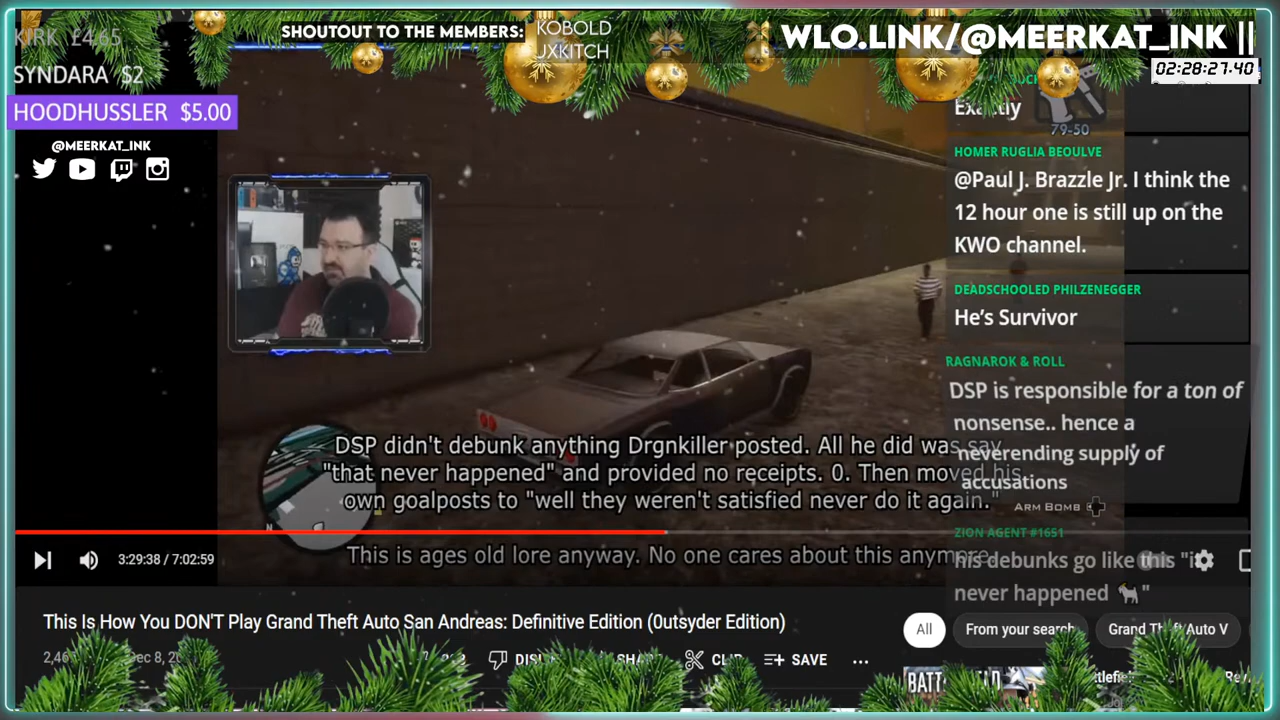 KIRK £4.65
SYNDARA $2
HOODHUSSLER $5.00
@MEERKAT_INK
SHOUTOUT TO THE MEMBERS:
KOBOLD
JXKITCH
WLO.LINK/@MEERKAT_INK ||
02:28:27.40
Exactly
79-50
HOMER RUGLIA BEOULVE
@Paul J. Brazzle Jr. I think the
12 hour one is still up on the
KWO channel.
DEADSCHOOLED PHILZENEGGER
He's Survivor
RAGNAROK & ROLL
DSP is responsible for a ton of
nonsense.. hence a
neverending supply of
accusations
ARM BOMB
ZION AGENT #1651
his debunks go like this "i
never happened "
DSP didn't debunk anything Drgnkiller posted. All he did was say
"that never happened" and provided no receipts. 0. Then moved his
own goalposts to "well they weren't satisfied never do it again."
This is ages old lore anyway. No one cares about this anymore
N
3:29:38 / 7:02:59
This Is How You DON'T Play Grand Theft Auto San Andreas: Definitive Edition (0utsyder Edition)
All
From your search
Grand Theft Auto V
SAVE